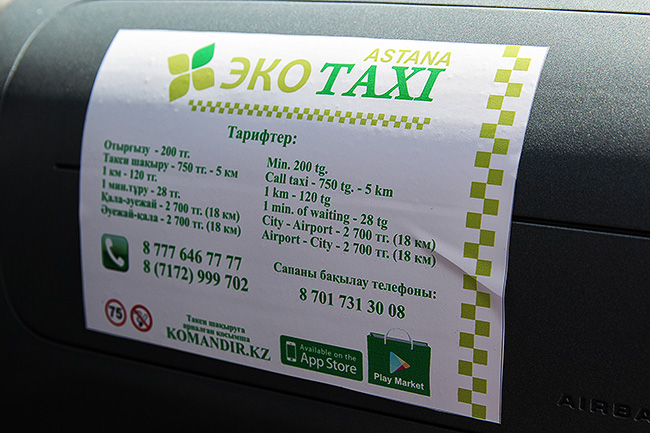 ASTANA
ЭКО TAXI
Тарифтер:
Отырғызу - 200 тг.
Такси шақыру - 750 тг. - 5 км
1 км - 120 тг.
1 мин.тұру - 28 тг.
Қала-әуежай - 2 700 тг. (18 км)
Әуежай-қала - 2 700 тг. (18 км)
Min. 200 tg.
Call taxi - 750 tg. - 5 km
1 km - 120 tg
1 min. of waiting - 28 tg
City - Airport - 2 700 тг. (18 км)
Airport - City - 2 700 тг. (18 км)
8 777 646 77 77
8 (7172) 999 702
Сапаны бақылау телефоны:
8 701 731 30 08
75
Такси шақыруға
арналған қосымша
KOMANDIR.KZ
Available on the
App Store
Play Market
AIRBA